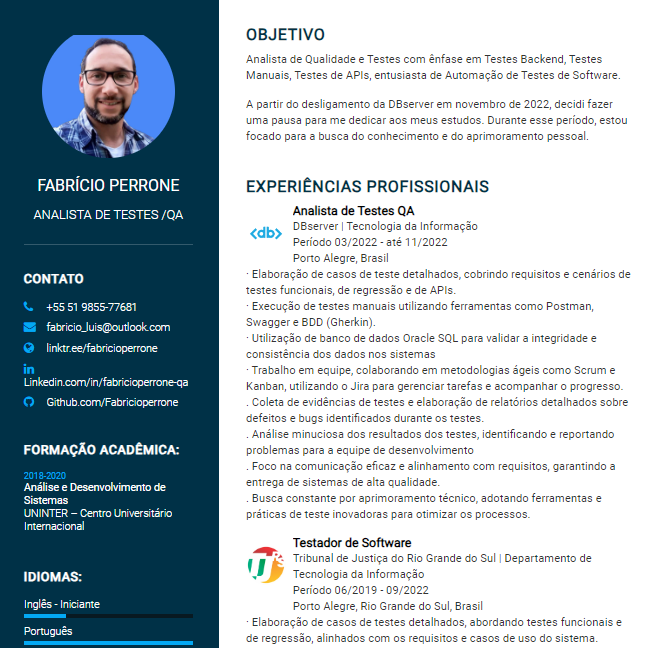 FABRÍCIO PERRONE
ANALISTA DE TESTES /QA
CONTATO
+55 51 9855-77681
fabricio_luis@outlook.com
linktr.ee/fabricioperrone
Linkedin.com/in/fabricioperrone-qa
Github.com/Fabricioperrone
FORMAÇÃO ACADÊMICA:
2018-2020
Análise e Desenvolvimento de
Sistemas
UNINTER – Centro Universitário
Internacional
IDIOMAS:
Inglês - Iniciante
Português
OBJETIVO
Analista de Qualidade e Testes com ênfase em Testes Backend, Testes
Manuais, Testes de APIs, entusiasta de Automação de Testes de Software.
A partir do desligamento da DBserver em novembro de 2022, decidi fazer
uma pausa para me dedicar aos meus estudos. Durante esse período, estou
focado para a busca do conhecimento e do aprimoramento pessoal.
EXPERIÊNCIAS PROFISSIONAIS
<db>
Analista de Testes QA
DBserver | Tecnologia da Informação
Período 03/2022 - até 11/2022
Porto Alegre, Brasil
· Elaboração de casos de teste detalhados, cobrindo requisitos e cenários de
testes funcionais, de regressão e de APIs.
· Execução de testes manuais utilizando ferramentas como Postman,
Swagger e BDD (Gherkin).
· Utilização de banco de dados Oracle SQL para validar a integridade e
consistência dos dados nos sistemas
· Trabalho em equipe, colaborando em metodologias ágeis como Scrum e
Kanban, utilizando o Jira para gerenciar tarefas e acompanhar o progresso.
. Coleta de evidências de testes e elaboração de relatórios detalhados sobre
defeitos e bugs identificados durante os testes.
. Análise minuciosa dos resultados dos testes, identificando e reportando
problemas para a equipe de desenvolvimento
. Foco na comunicação eficaz e alinhamento com requisitos, garantindo a
entrega de sistemas de alta qualidade.
. Busca constante por aprimoramento técnico, adotando ferramentas e
práticas de teste inovadoras para otimizar os processos.
TJRS
Testador de Software
Tribunal de Justiça do Rio Grande do Sul | Departamento de
Tecnologia da Informação
Período 06/2019 - 09/2022
Porto Alegre, Rio Grande do Sul, Brasil
· Elaboração de casos de testes detalhados, abordando testes funcionais e
de regressão, alinhados com os requisitos e casos de uso do sistema.